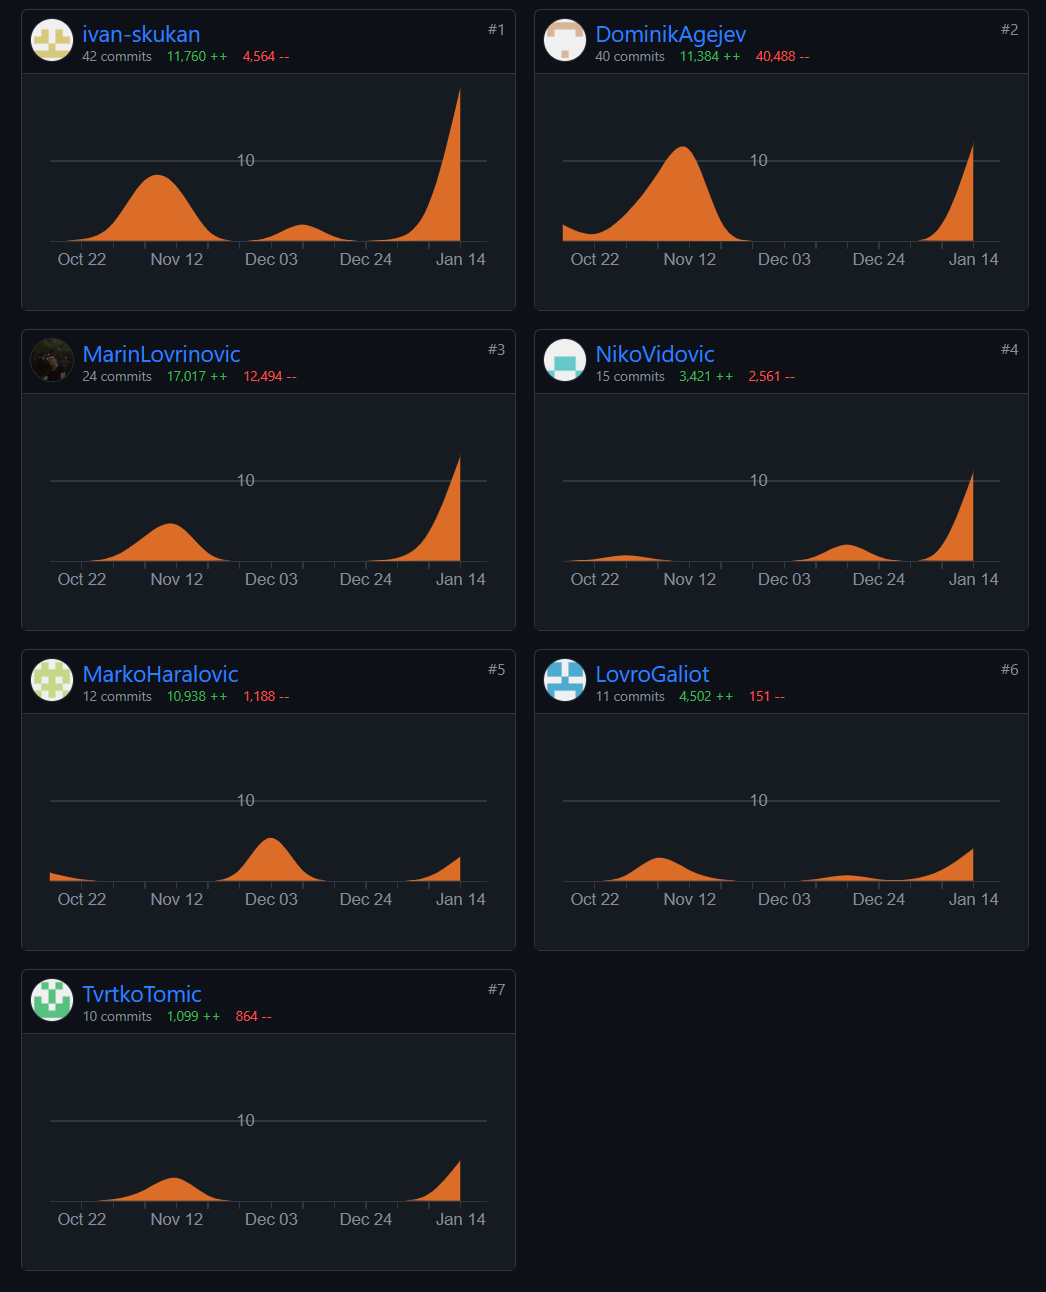 ivan-skukan #1
42 commits 11,760 ++ 4,564 --
10
Oct 22 Nov 12 Dec 03 Dec 24 Jan 14
DominikAgejev #2
40 commits 11,384 ++ 40,488 --
10
Oct 22 Nov 12 Dec 03 Dec 24 Jan 14
MarinLovrinovic #3
24 commits 17,017 ++ 12,494 --
10
Oct 22 Nov 12 Dec 03 Dec 24 Jan 14
NikoVidovic #4
15 commits 3,421 ++ 2,561 --
10
Oct 22 Nov 12 Dec 03 Dec 24 Jan 14
MarkoHaralovic #5
12 commits 10,938 ++ 1,188 --
10
Oct 22 Nov 12 Dec 03 Dec 24 Jan 14
LovroGaliot #6
11 commits 4,502 ++ 151 --
10
Oct 22 Nov 12 Dec 03 Dec 24 Jan 14
TvrtkoTomic #7
10 commits 1,099 ++ 864 --
10
Oct 22 Nov 12 Dec 03 Dec 24 Jan 14